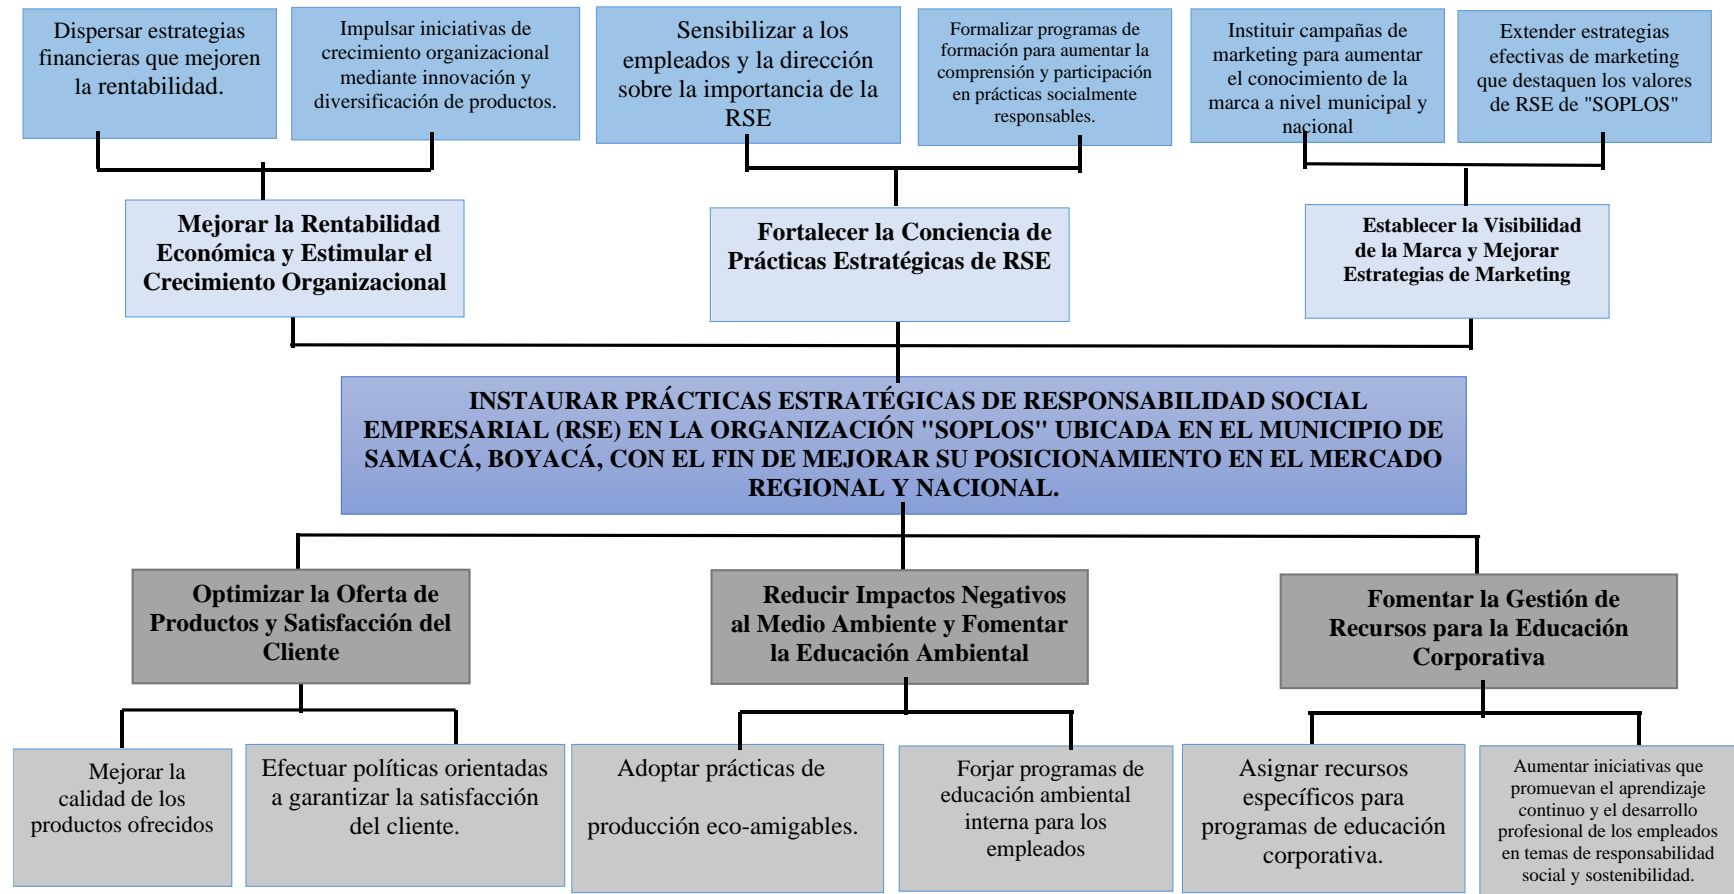 Dispersar estrategias
financieras que mejoren
la rentabilidad.
Impulsar iniciativas de
crecimiento organizacional
mediante innovación y
diversificación de productos.
Sensibilizar a los
empleados y la dirección
sobre la importancia de la
RSE
Formalizar programas de
formación para aumentar la
comprensión y participación
en prácticas socialmente
responsables.
Instituir campañas de
marketing para aumentar
el conocimiento de la
marca a nivel municipal y
nacional
Extender estrategias
efectivas de marketing
que destaquen los valores
de RSE de "SOPLOS"
Mejorar la Rentabilidad
Económica y Estimular el
Crecimiento Organizacional
Fortalecer la Conciencia de
Prácticas Estratégicas de RSE
Establecer la Visibilidad
de la Marca y Mejorar
Estrategias de Marketing
INSTAURAR PRÁCTICAS ESTRATÉGICAS DE RESPONSABILIDAD SOCIAL
EMPRESARIAL (RSE) EN LA ORGANIZACIÓN "SOPLOS" UBICADA EN EL MUNICIPIO DE
SAMACÁ, BOYACÁ, CON EL FIN DE MEJORAR SU POSICIONAMIENTO EN EL MERCADO
REGIONAL Y NACIONAL.
Optimizar la Oferta de
Productos y Satisfacción del
Cliente
Reducir Impactos Negativos
al Medio Ambiente y Fomentar
la Educación Ambiental
Fomentar la Gestión de
Recursos para la Educación
Corporativa
Mejorar la
calidad de los
productos ofrecidos
Efectuar políticas orientadas
a garantizar la satisfacción
del cliente.
Adoptar prácticas de
producción eco-amigables.
Forjar programas de
educación ambiental
interna para los
empleados
Asignar recursos
específicos para
programas de educación
corporativa.
Aumentar iniciativas que
promuevan el aprendizaje
continuo y el desarrollo
profesional de los empleados
en temas de responsabilidad
social y sostenibilidad.